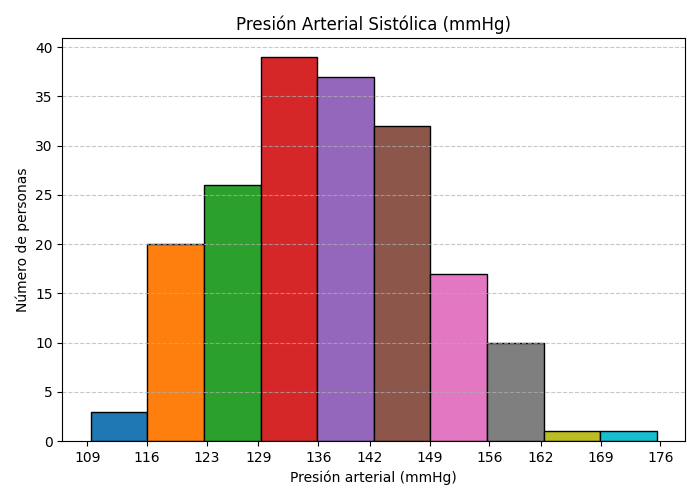 Presión Arterial Sistólica (mmHg)
Número de personas
40
35
30
25
20
15
10
5
0
109 116 123 129 136 142 149 156 162 169 176
Presión arterial (mmHg)